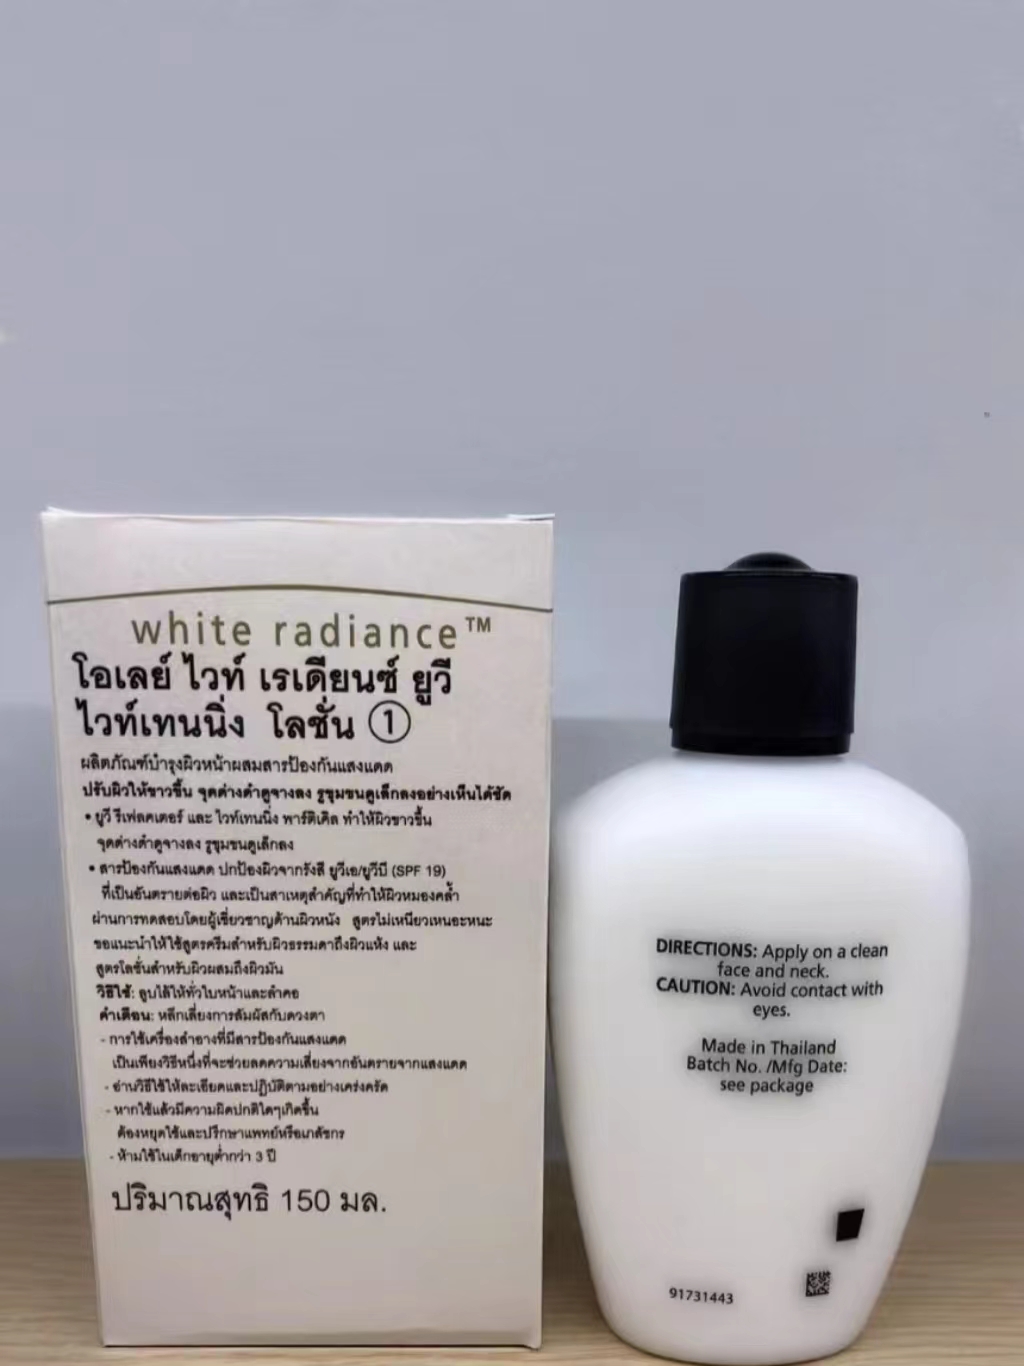 white radiance™
โอเลย์ ไวท์ เรเดียนซ์ ยูวี
ไวท์เทนนิ่ง โลชั่น ①
ผลิตภัณฑ์บำรุงผิวหน้าผสมสารป้องกันแสงแดด
ปรับผิวให้ขาวขึ้น จุดด่างดำดูจางลง รูขุมขนดูเล็กลงอย่างเห็นได้ชัด
• ยูวี รีเฟลคเตอร์ และ ไวท์เทนนิ่ง พาร์ติเคิล ทำให้ผิวขาวขึ้น
จุดด่างดำดูจางลง รูขุมขนดูเล็กลง
• สารป้องกันแสงแดด ปกป้องผิวจากรังสี ยูวีเอ/ยูวีบี (SPF 19)
ที่เป็นอันตรายต่อผิว และเป็นสาเหตุสำคัญที่ทำให้ผิวหมองคล้ำ
ผ่านการทดสอบโดยผู้เชี่ยวชาญด้านผิวหนัง สูตรไม่เหนียวเหนอะหนะ
ขอแนะนำให้ใช้สูตรครีมสำหรับผิวธรรมดาถึงผิวแห้ง และ
สูตรโลชั่นสำหรับผิวผสมถึงผิวมัน
วิธีใช้: ลูบไล้ให้ทั่วใบหน้าและลำคอ
คำเตือน: หลีกเลี่ยงการสัมผัสกับดวงตา
- การใช้เครื่องสำอางที่มีสารป้องกันแสงแดด
เป็นเพียงวิธีหนึ่งที่จะช่วยลดความเสี่ยงจากอันตรายจากแสงแดด
- อ่านวิธีใช้ให้ละเอียดและปฏิบัติตามอย่างเคร่งครัด
- หากใช้แล้วมีความผิดปกติใดๆเกิดขึ้น
ต้องหยุดใช้และปรึกษาแพทย์หรือเภสัชกร
- ห้ามใช้ในเด็กอายุต่ำกว่า 3 ปี
ปริมาณสุทธิ 150 มล.
DIRECTIONS: Apply on a clean
face and neck.
CAUTION: Avoid contact with
eyes.
Made in Thailand
Batch No. /Mfg Date:
see package
91731443